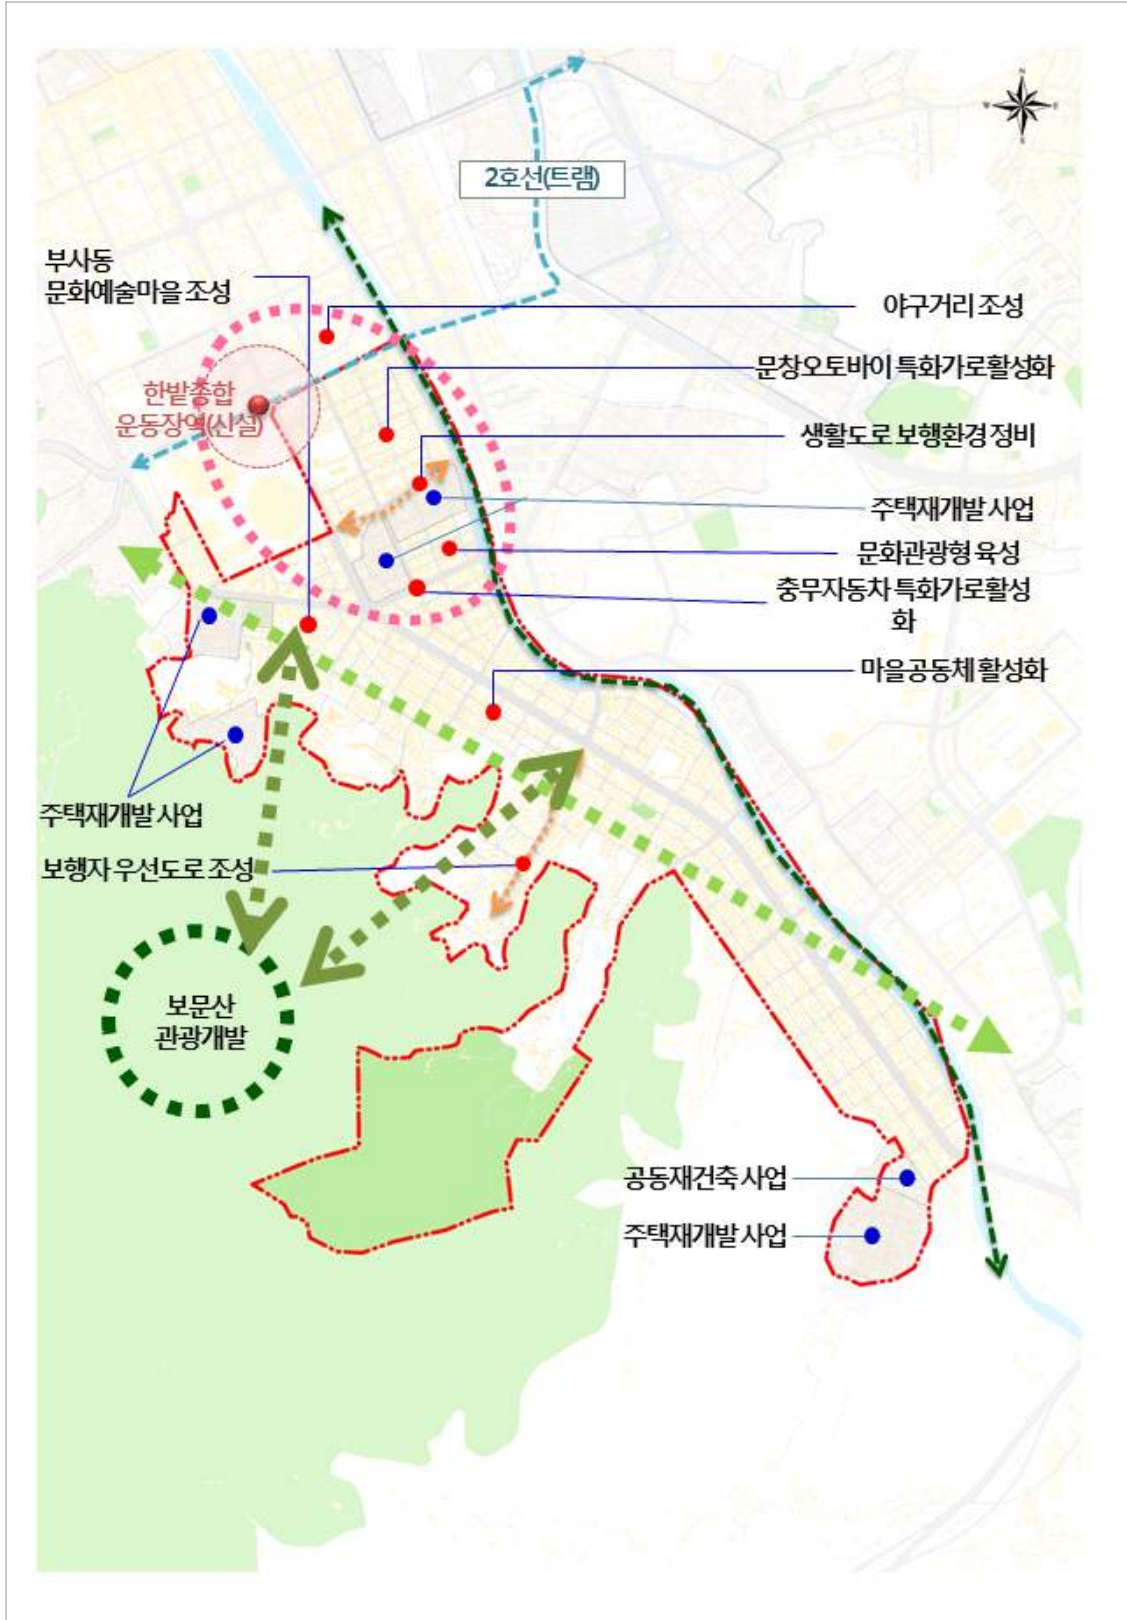 N
W
E
S
2호선(트램)
부사동
문화예술마을 조성
야구거리 조성
문창오토바이 특화가로활성화
한밭종합
운동장역(신설)
생활도로 보행환경 정비
주택재개발 사업
문화관광형 육성
충무자동차 특화가로활성
화
마을공동체 활성화
주택재개발 사업
보행자 우선도로 조성
보문산
관광개발
공동재건축 사업
주택재개발 사업